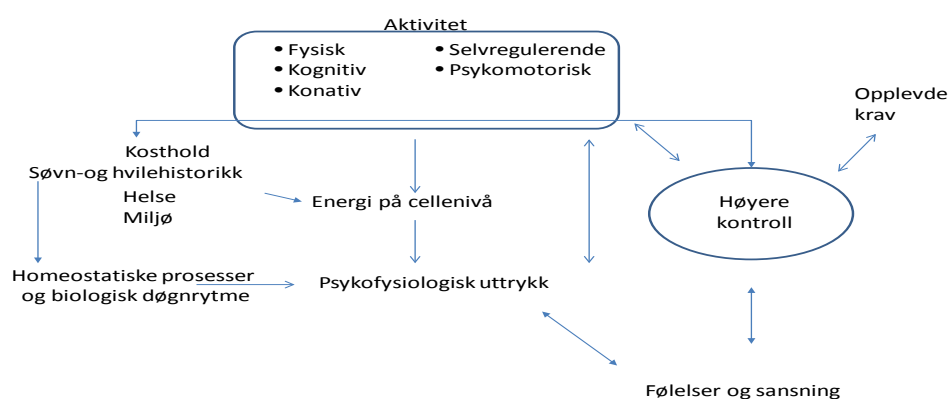 Aktivitet
• Fysisk
• Kognitiv
• Konativ
• Selvregulerende
• Psykomotorisk
Opplevde
krav
Kosthold
Søvn-og hvilehistorikk
Helse
Miljø
Energi på cellenivå
Høyere
kontroll
Homeostatiske prosesser
og biologisk døgnrytme
Psykofysiologisk uttrykk
Følelser og sansning